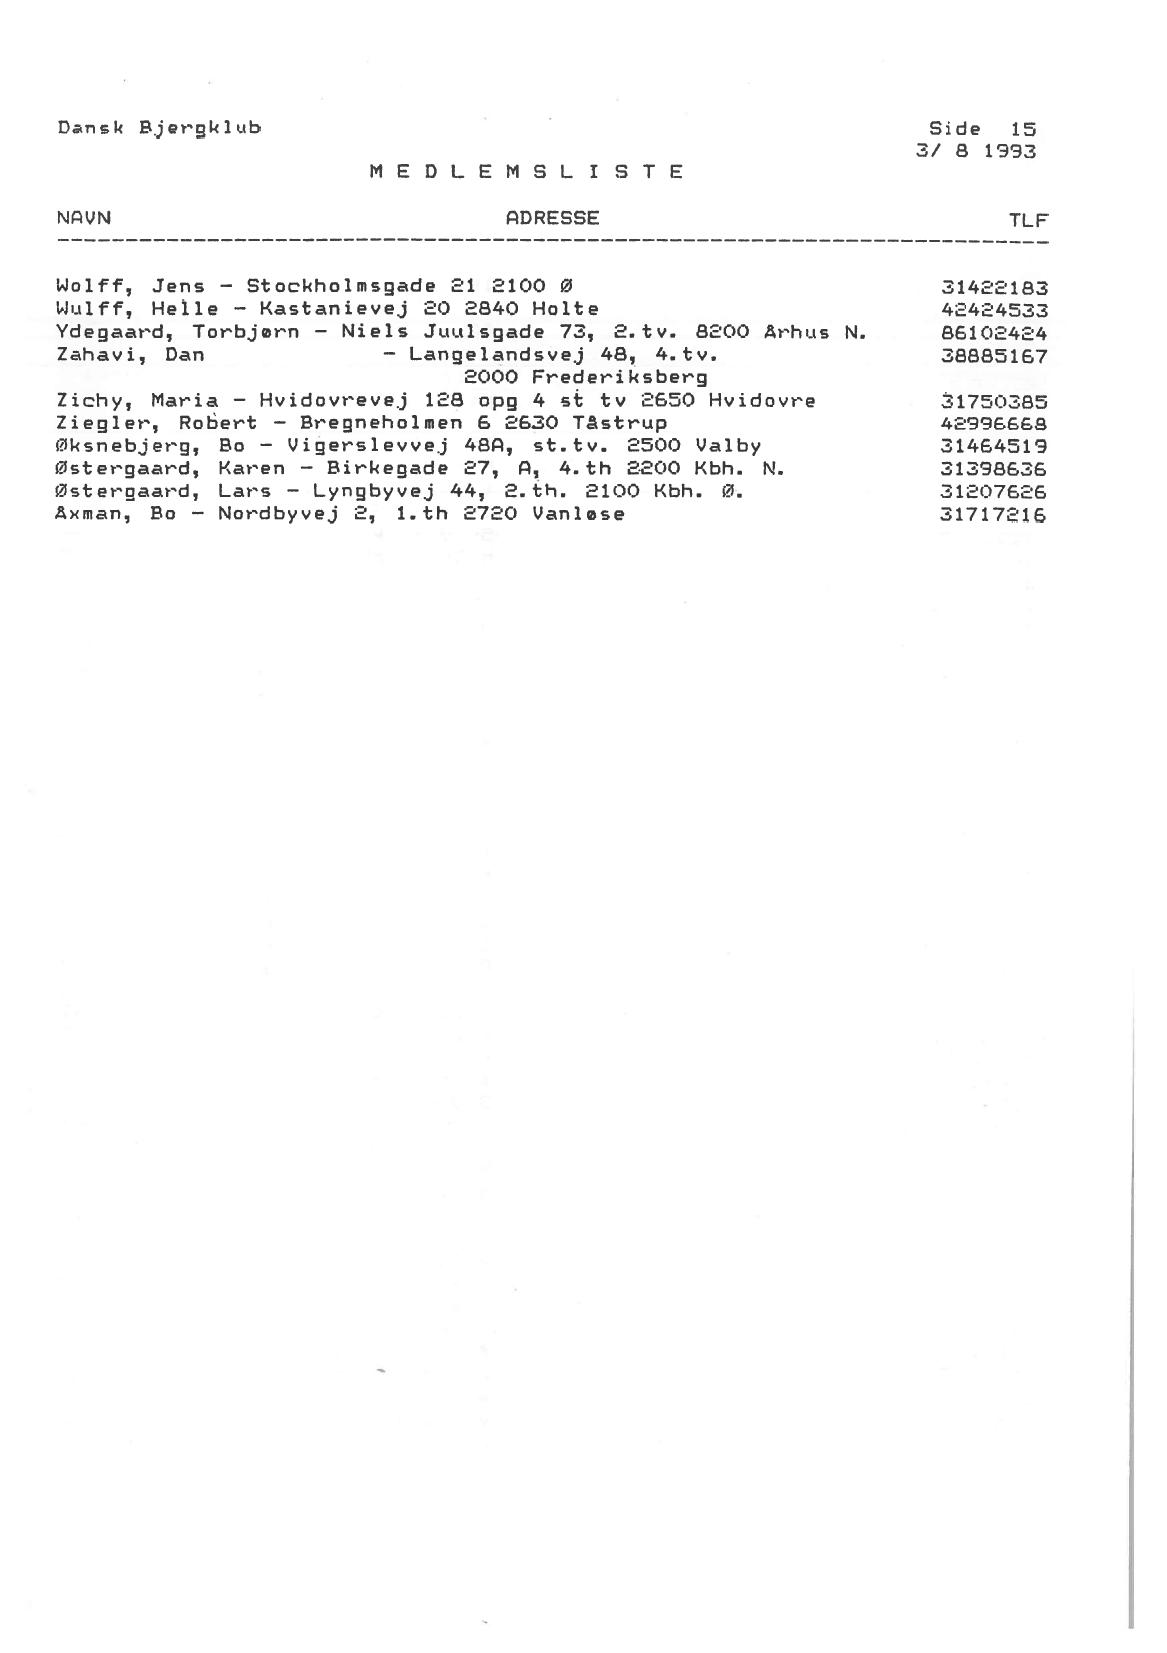 Dansk Bjergklub Side 15
3/ 8 1993
M E D L E M S L I S T E
NAVN ADRESSE TLF
--------------------------------------------------------------------------
Wolff, Jens - Stockholmsgade 21 2100 Ø 31422183
Wulff, Helle - Kastanievej 20 2840 Holte 42424533
Ydegaard, Torbjørn - Niels Juulsgade 73, 2.tv. 8200 Århus N. 86102424
Zahavi, Dan - Langelandsvej 48, 4.tv. 38885167
2000 Frederiksberg
Zichy, Maria - Hvidovrevej 128 opg 4 st tv 2650 Hvidovre 31750385
Ziegler, Robert - Bregneholmen 6 2630 Tåstrup 42996668
Øksnebjerg, Bo - Vigerslevvej 48A, st.tv. 2500 Valby 31464519
Østergaard, Karen - Birkegade 27, A, 4.th 2200 Kbh. N. 31398636
Østergaard, Lars - Lyngbyvej 44, 2.th. 2100 Kbh. Ø. 31207626
Åxman, Bo - Nordbyvej 2, 1.th 2720 Vanløse 31717216